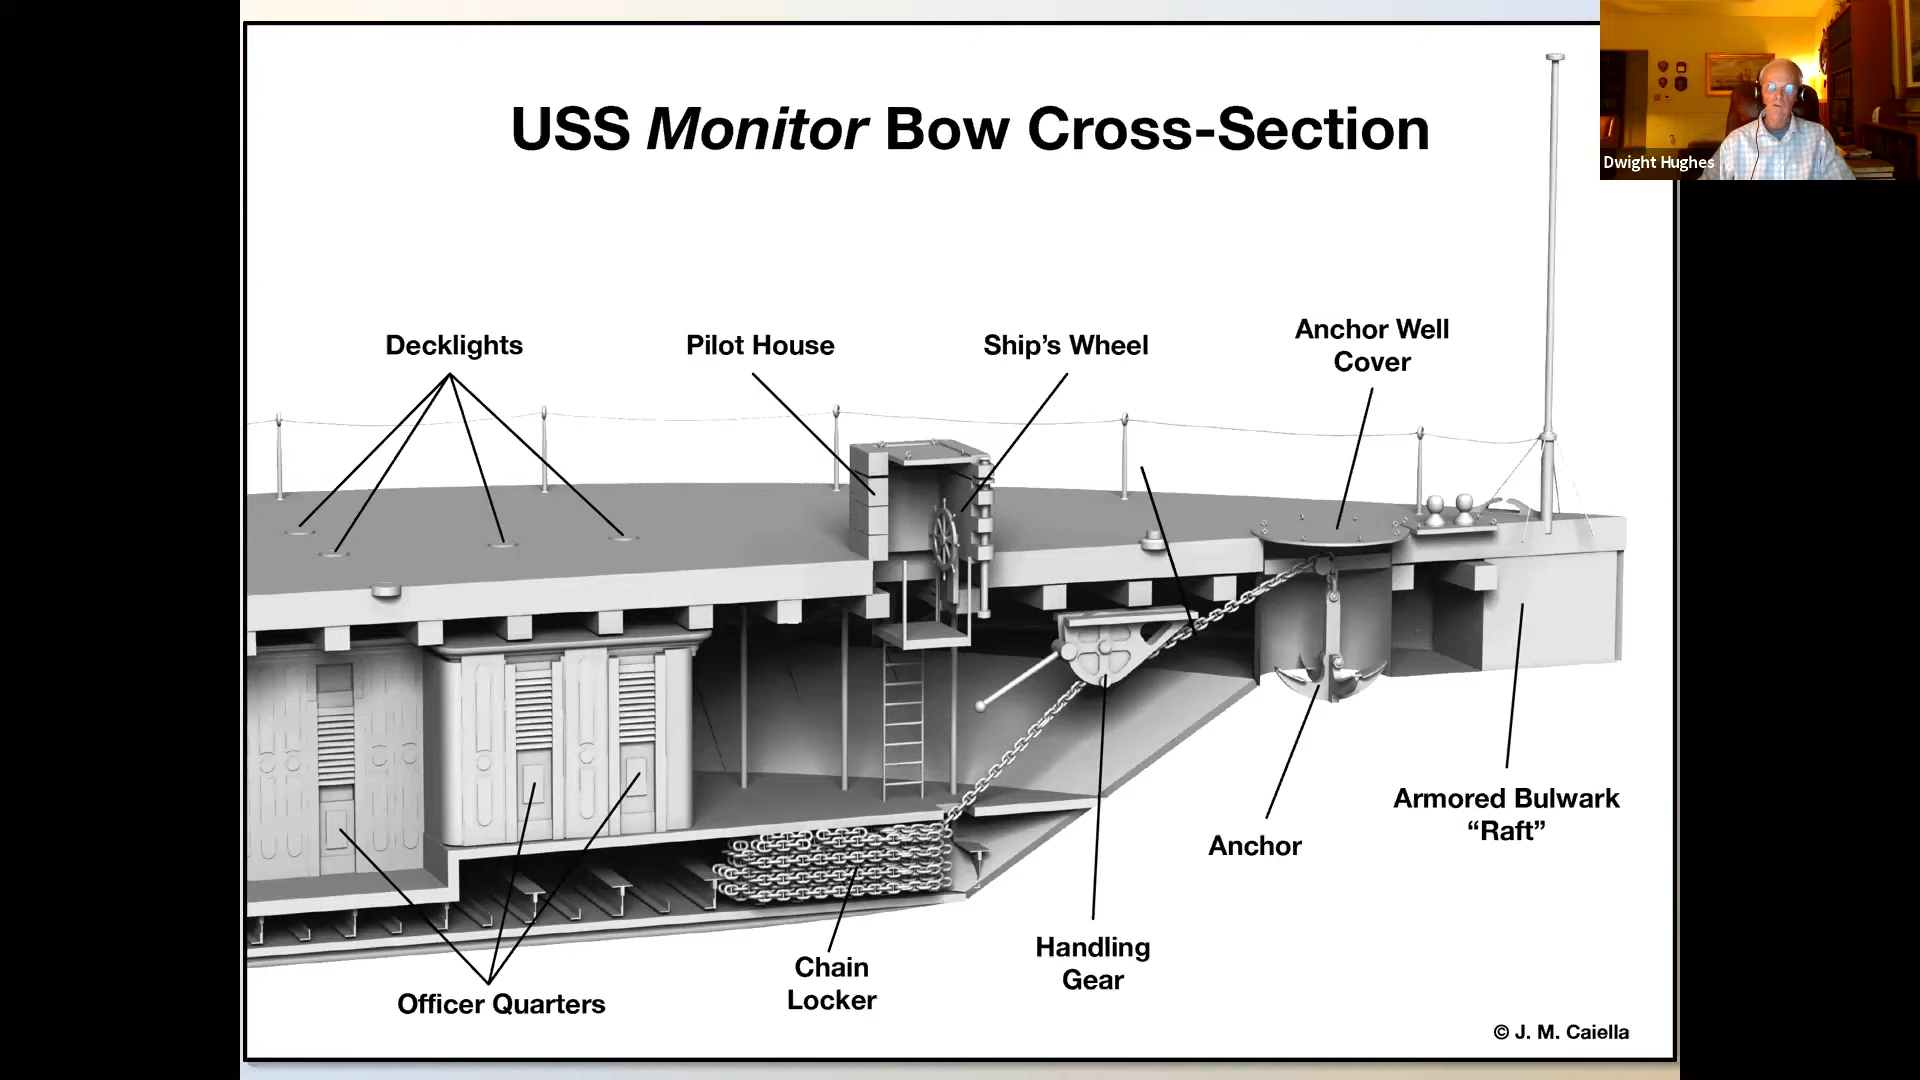 USS Monitor Bow Cross-Section
Dwight Hughes
Decklights
Pilot House
Ship’s Wheel
Anchor Well
Cover
Armored Bulwark
“Raft”
Anchor
Handling
Gear
Chain
Locker
Officer Quarters
© J. M. Caiella